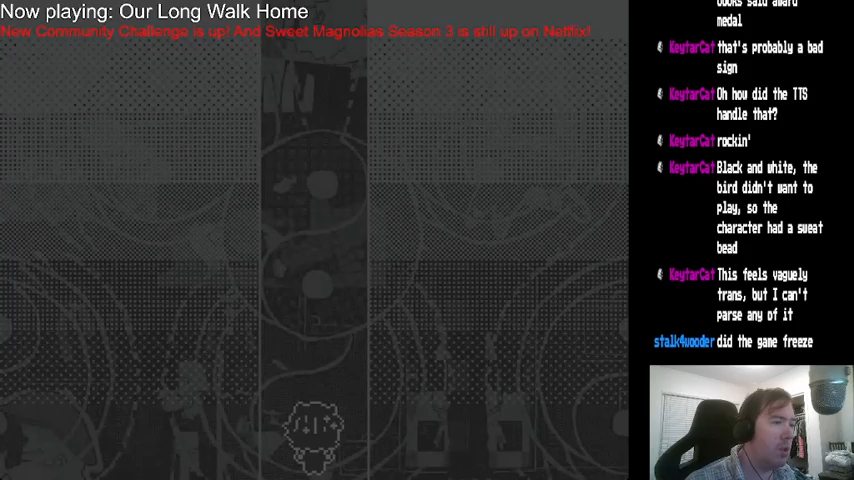 Now playing: Our Long Walk Home
New Community Challenge is up! And Sweet Magnolias Season 3 is still up on Netflix!
books said award
medal
KeytarCat that's probably a bad
sign
KeytarCat Oh how did the TTS
handle that?
KeytarCat rockin'
KeytarCat Black and white, the
bird didn't want to
play, so the
character had a sweat
bead
KeytarCat This feels vaguely
trans, but I can't
parse any of it
stalk4wooder did the game freeze